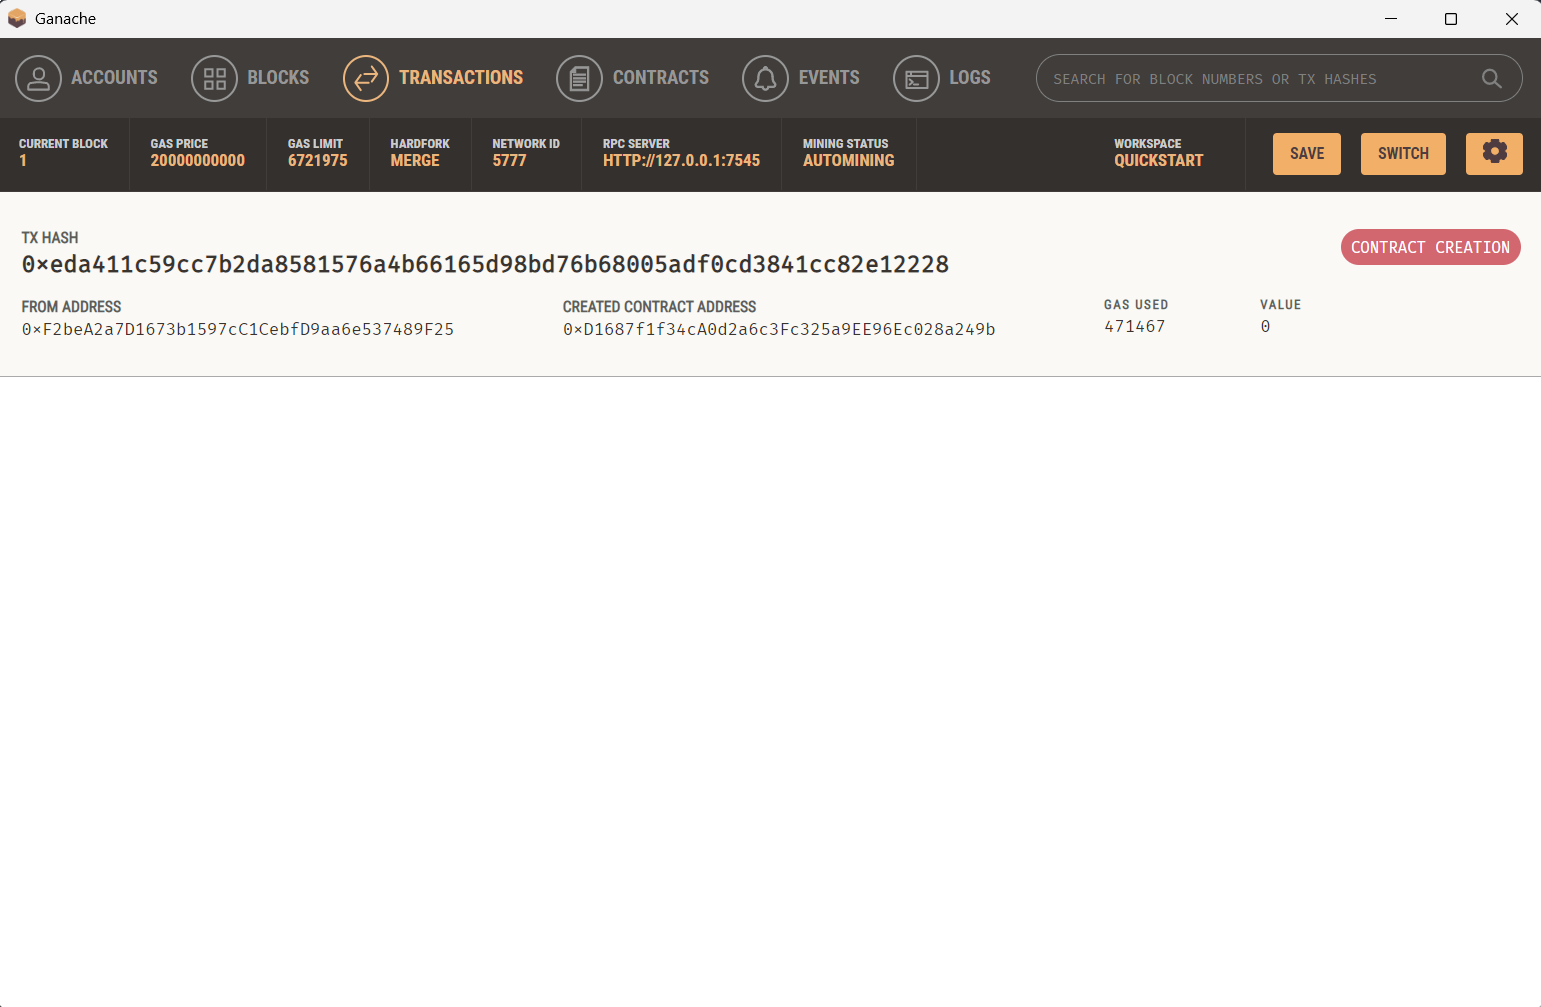 Ganache
ACCOUNTS BLOCKS TRANSACTIONS CONTRACTS EVENTS LOGS SEARCH FOR BLOCK NUMBERS OR TX HASHES
CURRENT BLOCK GAS PRICE GAS LIMIT HARDFORK NETWORK ID RPC SERVER MINING STATUS WORKSPACE
1 20000000000 6721975 MERGE 5777 HTTP://127.0.0.1:7545 AUTOMINING QUICKSTART
SAVE SWITCH
TX HASH
0×eda411c59cc7b2da8581576a4b66165d98bd76b68005adf0cd3841cc82e12228
CONTRACT CREATION
FROM ADDRESS CREATED CONTRACT ADDRESS GAS USED VALUE
0×F2beA2a7D1673b1597cC1CebfD9aa6e537489F25 0×D1687f1f34cA0d2a6c3Fc325a9EE96Ec028a249b 471467 0